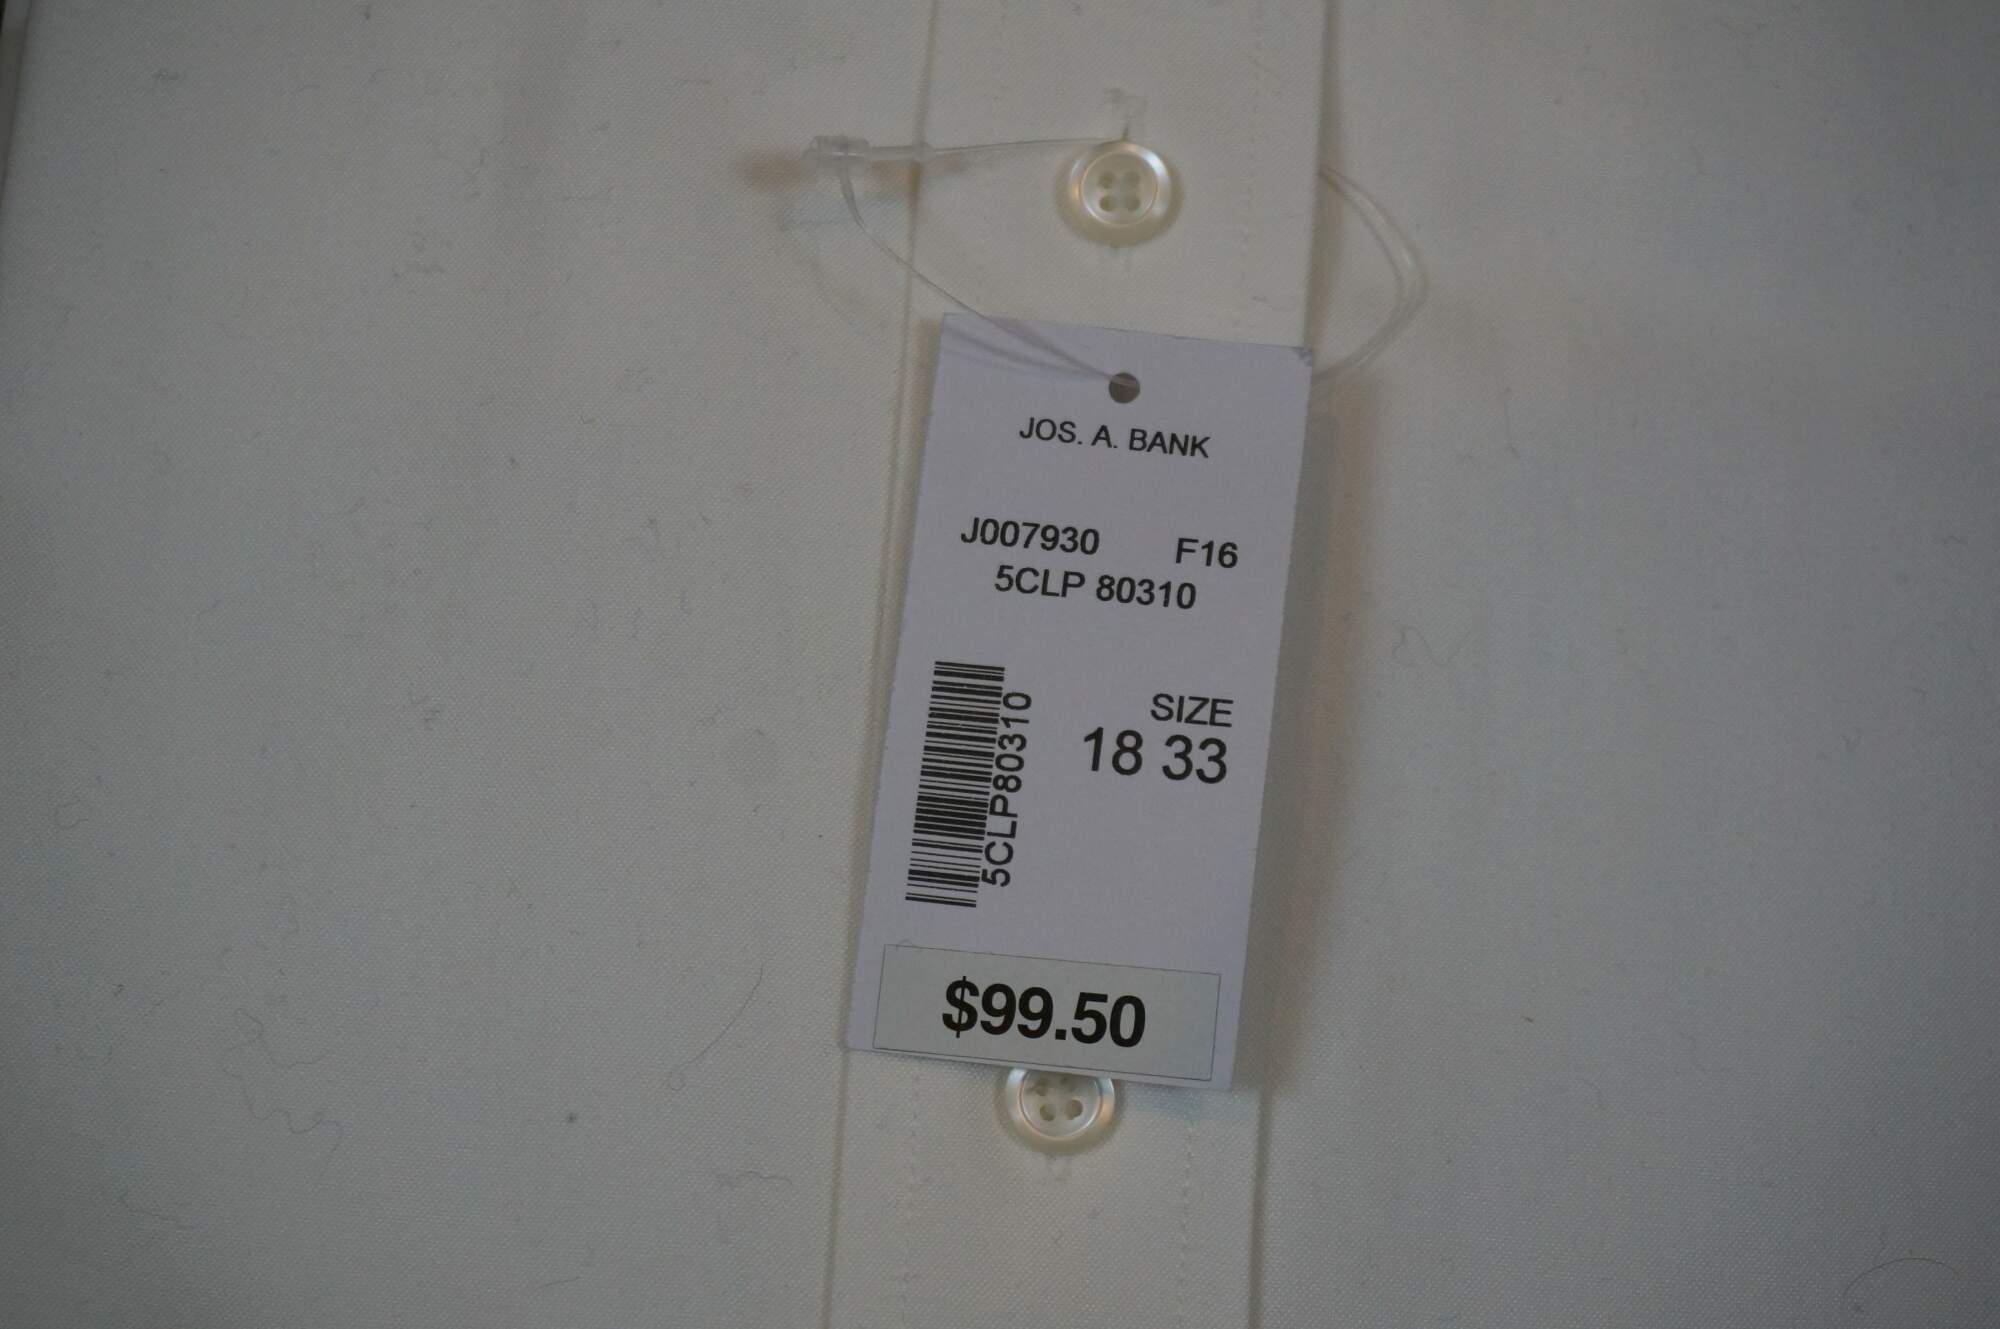 JOS. A. BANK
J007930 F16
5CLP 80310
5CLP80310
SIZE
18 33
$99.50